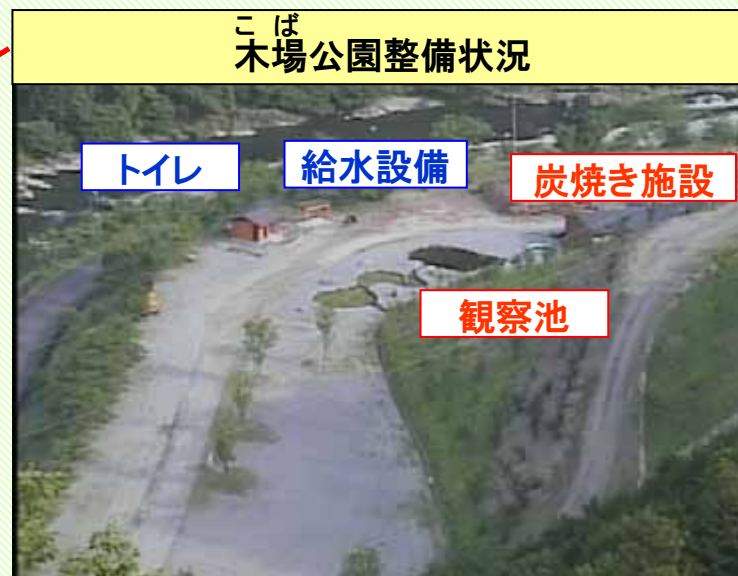 こば
木場公園整備状況
トイレ
給水設備
炭焼き施設
観察池